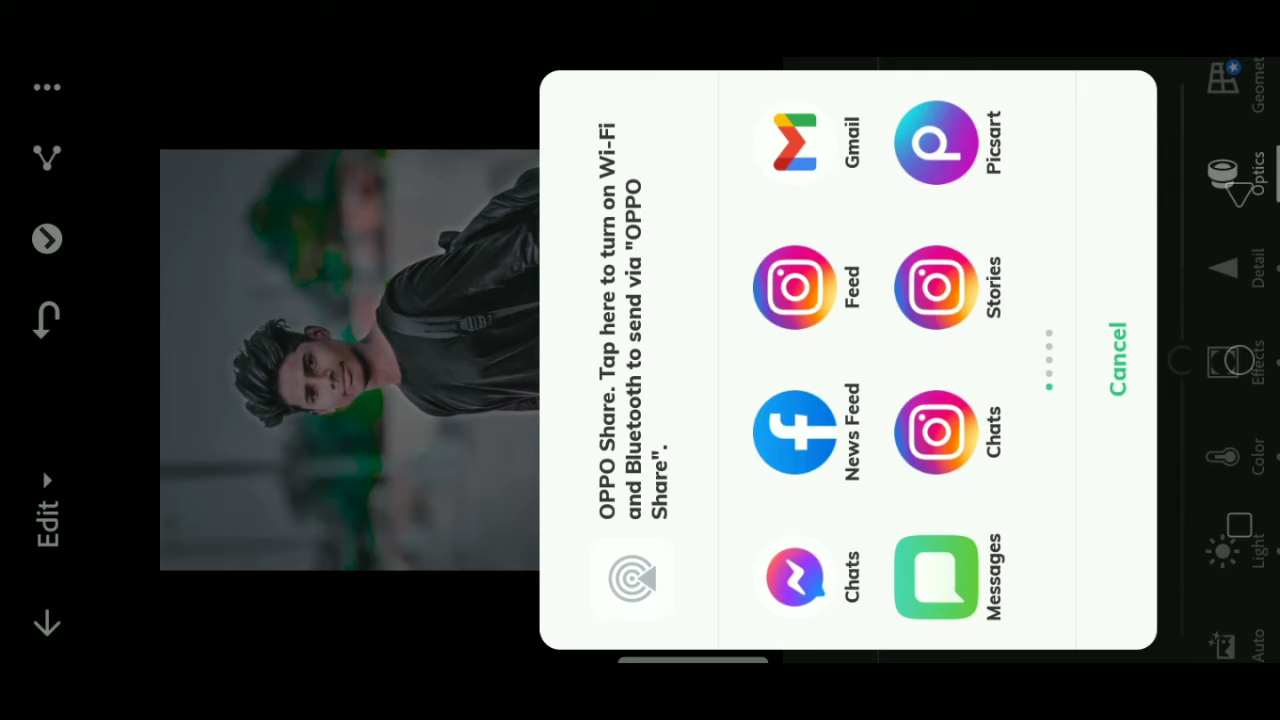 Edit
OPPO Share. Tap here to turn on Wi-Fi
and Bluetooth to send via "OPPO
Share".
Chats
News Feed
Feed
Gmail
Messages
Chats
Stories
Picsart
Cancel
Auto
Light
Color
Effects
Detail
Optics
Geomet